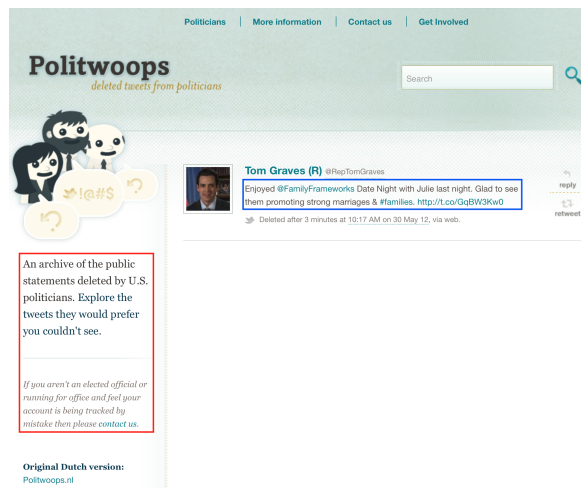 Politicians More information Contact us Get Involved
Politwoops
deleted tweets from politicians
Search
!@#$
?
?
Tom Graves (R) @RepTomGraves
Enjoyed @FamilyFrameworks Date Night with Julie last night. Glad to see
them promoting strong marriages & #families. http://t.co/GqBW3Kw0
Deleted after 3 minutes at 10:17 AM on 30 May 12, via web.
reply
retweet
An archive of the public
statements deleted by U.S.
politicians. Explore the
tweets they would prefer
you couldn't see.
If you aren't an elected official or
running for office and feel your
account is being tracked by
mistake then please contact us.
Original Dutch version:
Politwoops.nl